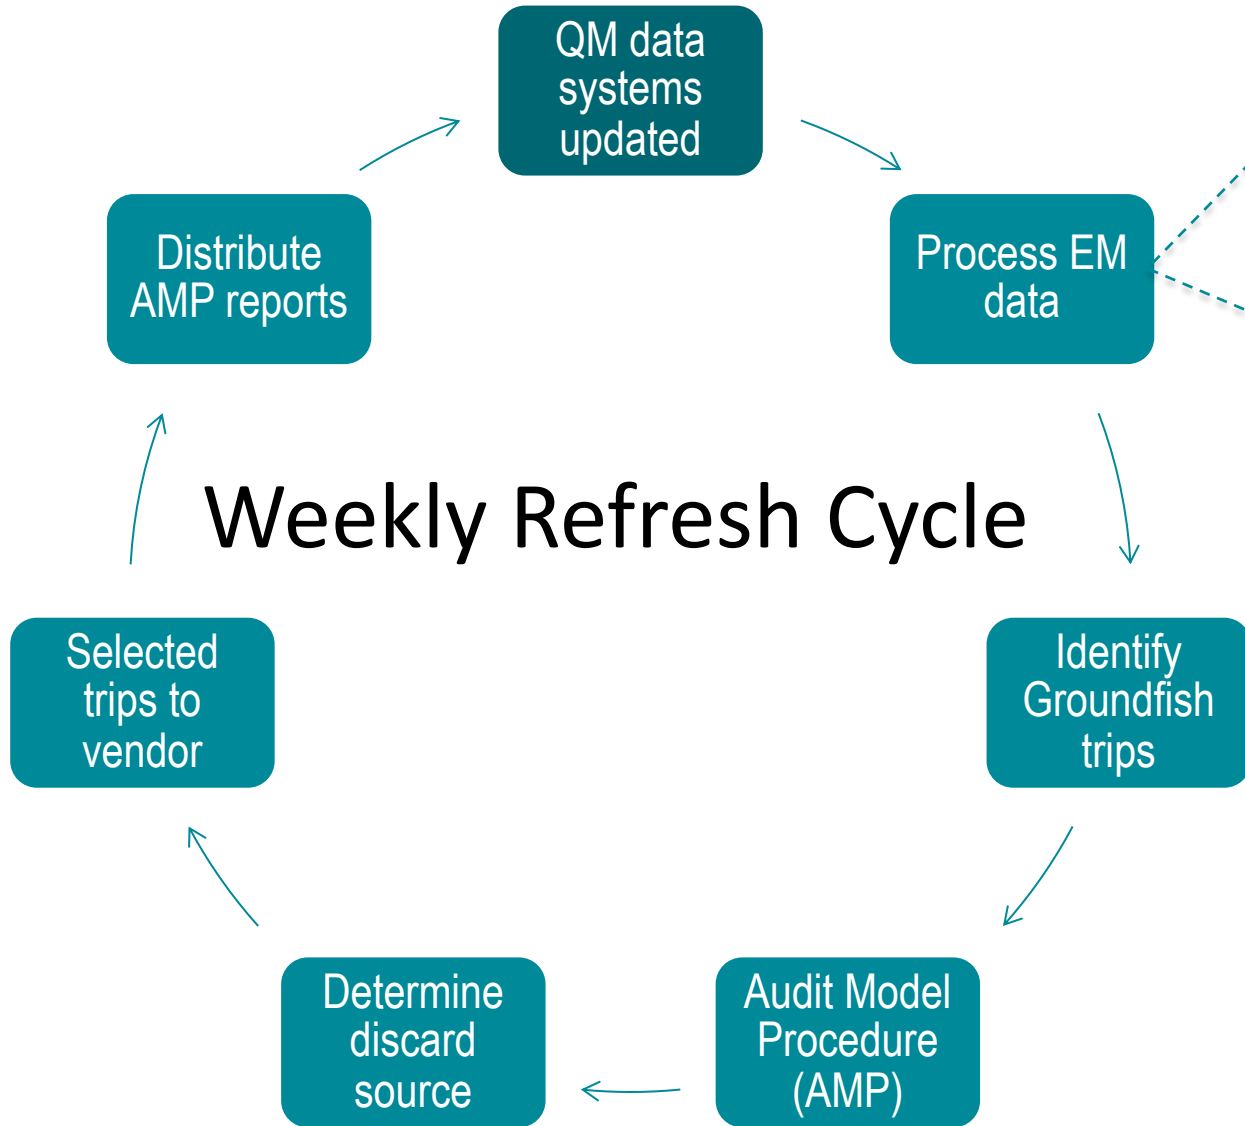 QM data
systems
updated
Process EM
data
Identify
Groundfish
trips
Audit Model
Procedure
(AMP)
Determine
discard
source
Selected
trips to
vendor
Distribute
AMP reports
Weekly Refresh Cycle